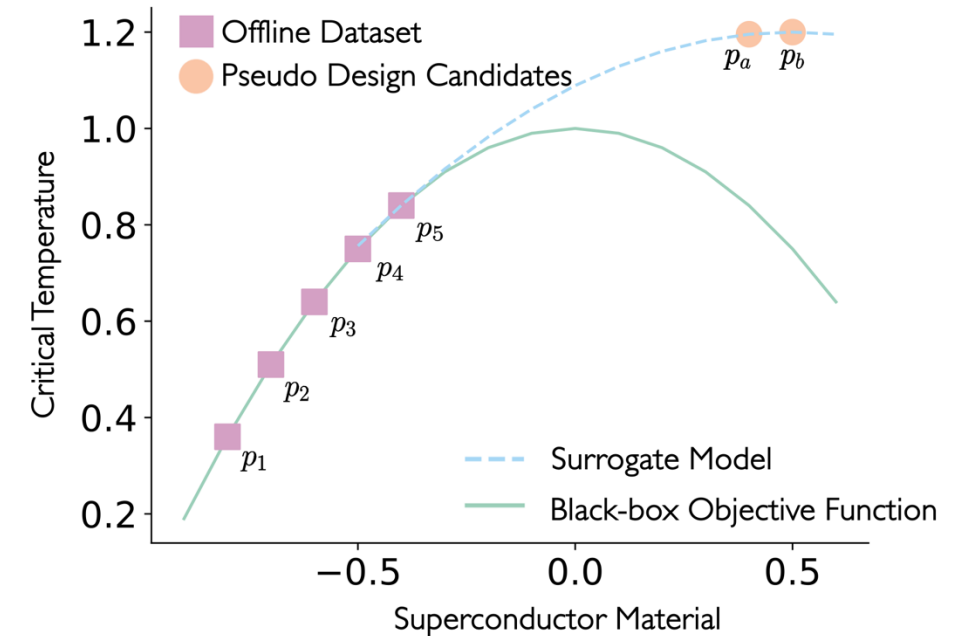 Offline Dataset
Pseudo Design Candidates
1.2
1.0
0.8
0.6
0.4
0.2
Critical Temperature
p_a
p_b
p_5
p_4
p_3
p_2
p_1
Surrogate Model
Black-box Objective Function
−0.5
0.0
0.5
Superconductor Material